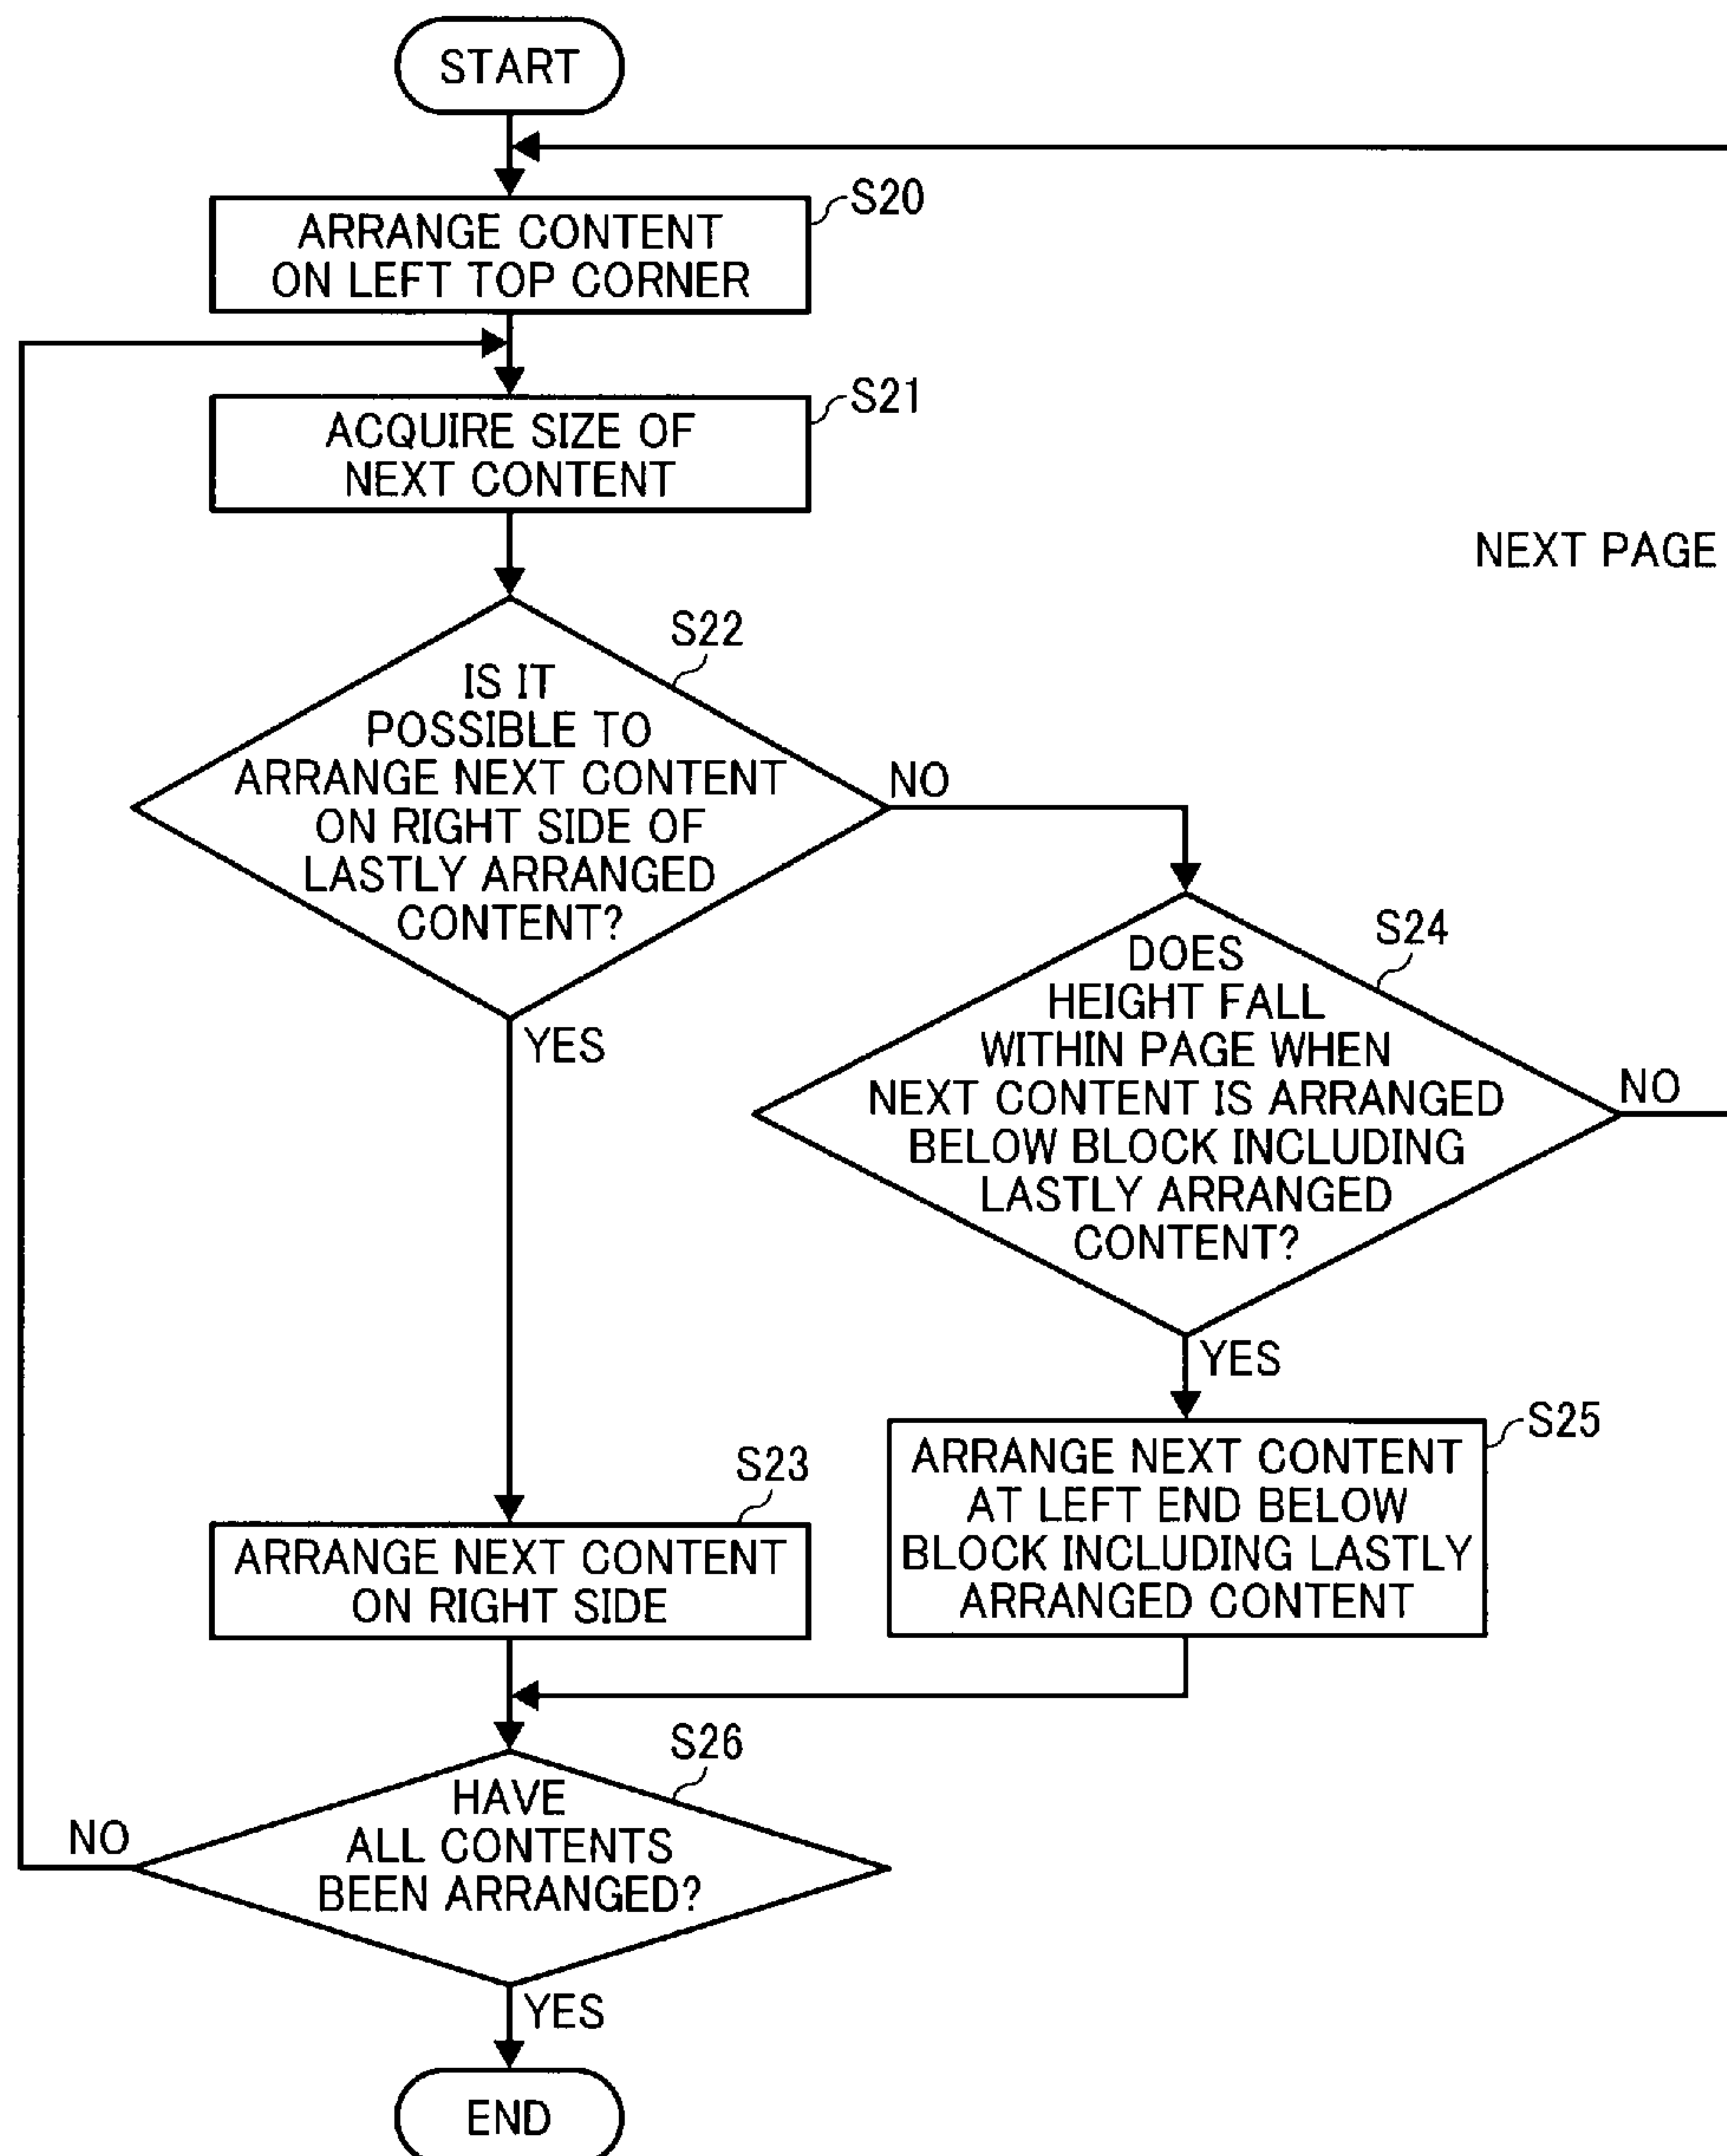 START
S20
ARRANGE CONTENT
ON LEFT TOP CORNER
S21
ACQUIRE SIZE OF
NEXT CONTENT
NEXT PAGE
S22
IS IT
POSSIBLE TO
ARRANGE NEXT CONTENT
ON RIGHT SIDE OF
LASTLY ARRANGED
CONTENT?
NO
YES
S24
DOES
HEIGHT FALL
WITHIN PAGE WHEN
NEXT CONTENT IS ARRANGED
BELOW BLOCK INCLUDING
LASTLY ARRANGED
CONTENT?
NO
YES
S23
ARRANGE NEXT CONTENT
ON RIGHT SIDE
S25
ARRANGE NEXT CONTENT
AT LEFT END BELOW
BLOCK INCLUDING LASTLY
ARRANGED CONTENT
S26
HAVE
ALL CONTENTS
BEEN ARRANGED?
NO
YES
END